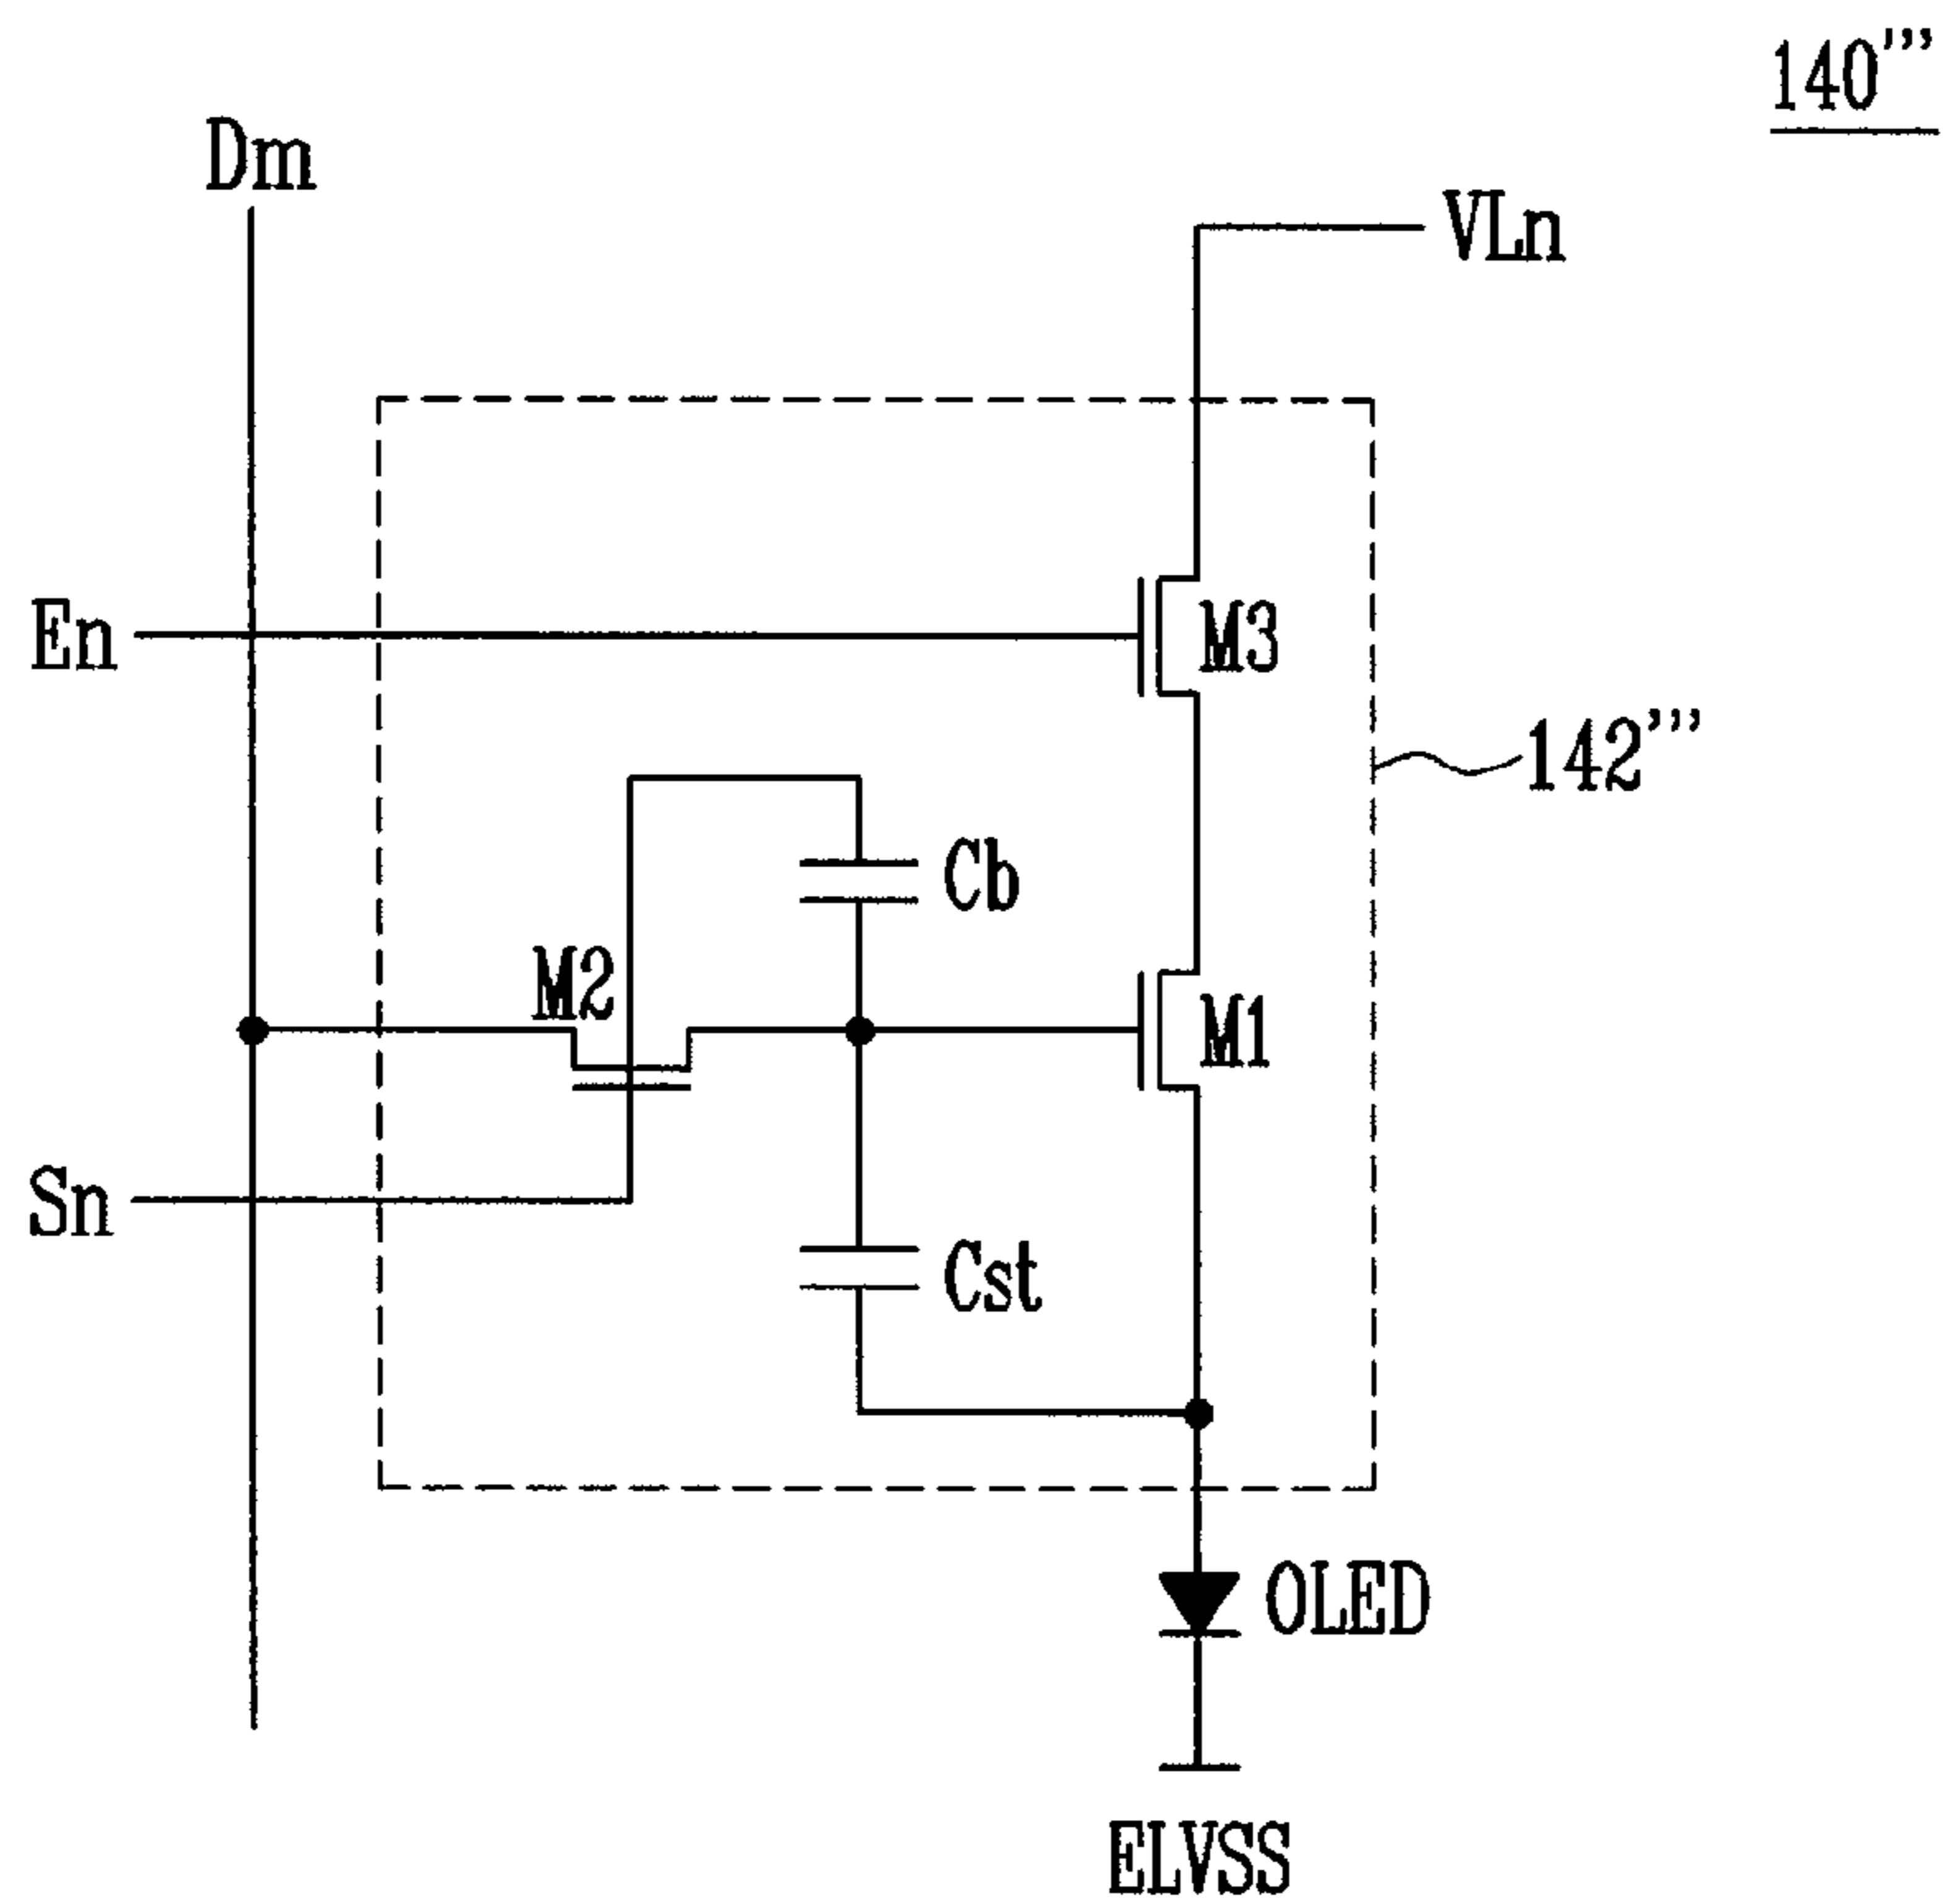 140'''
Dm
VLn
En
M3
142'''
Cb
M2
M1
Sn
Cst
OLED
ELVSS